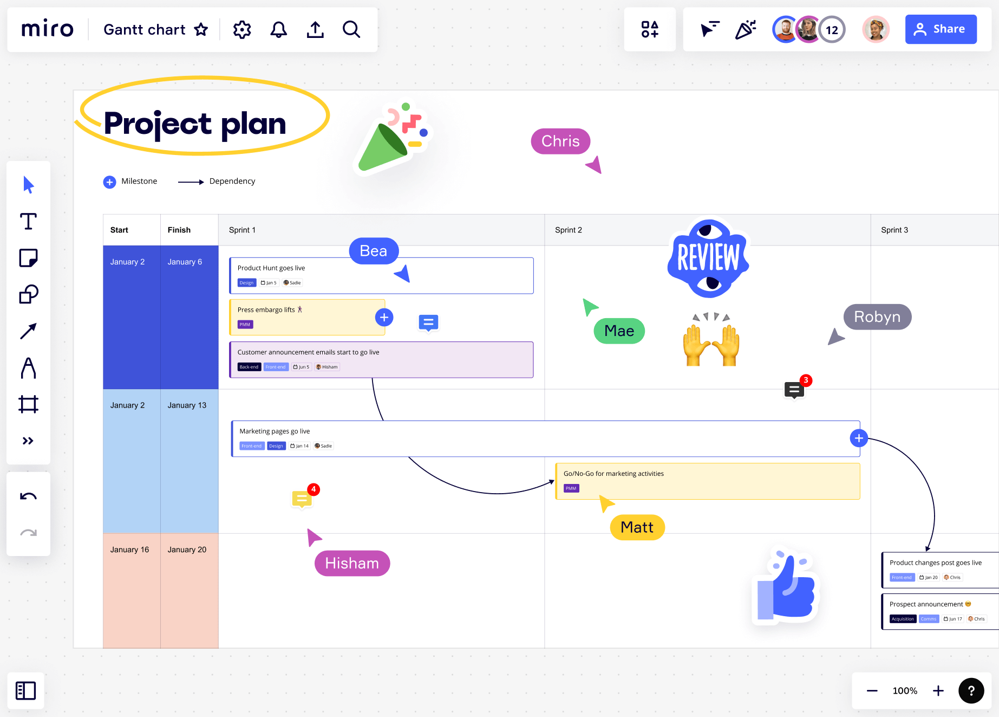 miro Gantt chart 12 Share
Project plan
Chris
Milestone Dependency
Start Finish Sprint 1 Sprint 2 Sprint 3
REVIEW
Bea
January 2 January 6
Product Hunt goes live
Design Jan 5 Sadie
Press embargo lifts
PMM
Mae
Robyn
Customer announcement emails start to go live
Back-end Front-end Jun 5 Hisham
3
January 2 January 13
Marketing pages go live
Front-end Design Jan 14 Sadie
Go/No-Go for marketing activities
PMM
4
Matt
January 16 January 20
Hisham
Product changes post goes live
Front-end Jan 20 Chris
Prospect announcement
Acquisition Comms Jun 17 Chris
100% ?